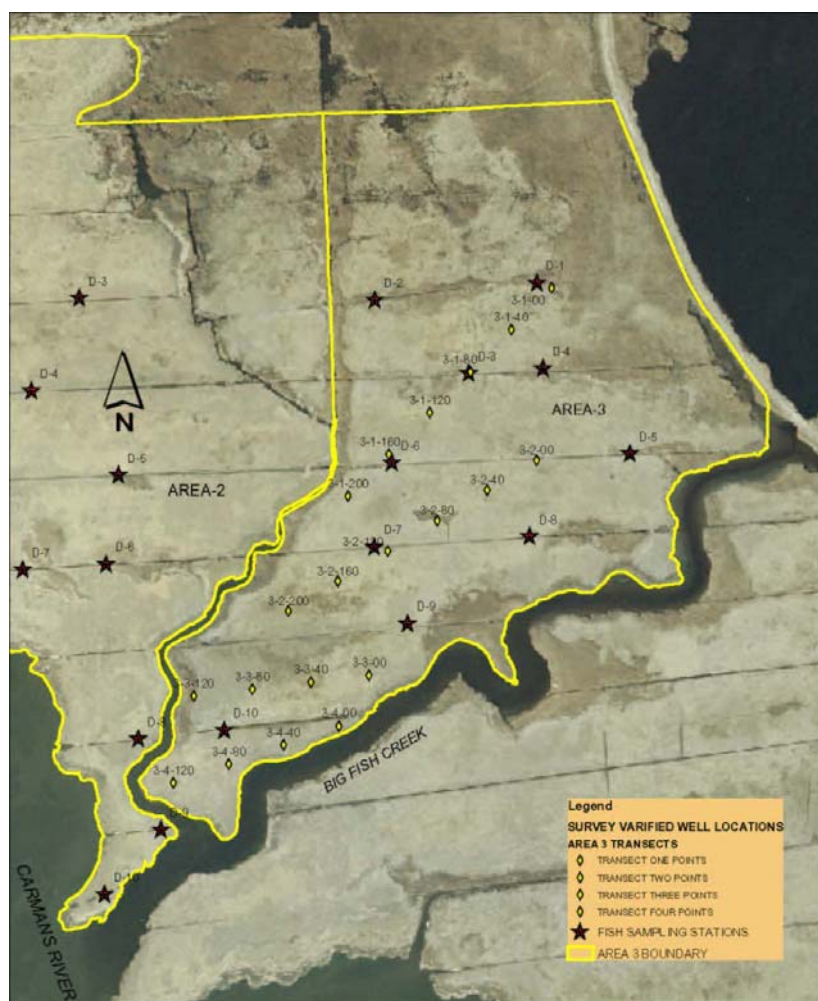 D-3
D-2
D-1
3-1-00
3-1-40
D-4
N
3-1-80
D-3
D-4
3-1-120
AREA-3
D-5
AREA-2
3-1-160
D-6
3-2-00
D-5
3-1-200
3-2-40
3-2-80
D-7
D-6
D-7
D-8
3-2-120
3-2-160
3-2-200
D-9
3-3-120
3-3-80
3-3-40
3-3-00
D-8
D-10
3-4-00
3-4-40
3-4-80
3-4-120
BIG FISH CREEK
D-9
D-10
CARMANS RIVER
Legend
SURVEY VARIFIED WELL LOCATIONS
AREA 3 TRANSECTS
TRANSECT ONE POINTS
TRANSECT TWO POINTS
TRANSECT THREE POINTS
TRANSECT FOUR POINTS
FISH SAMPLING STATIONS
AREA 3 BOUNDARY